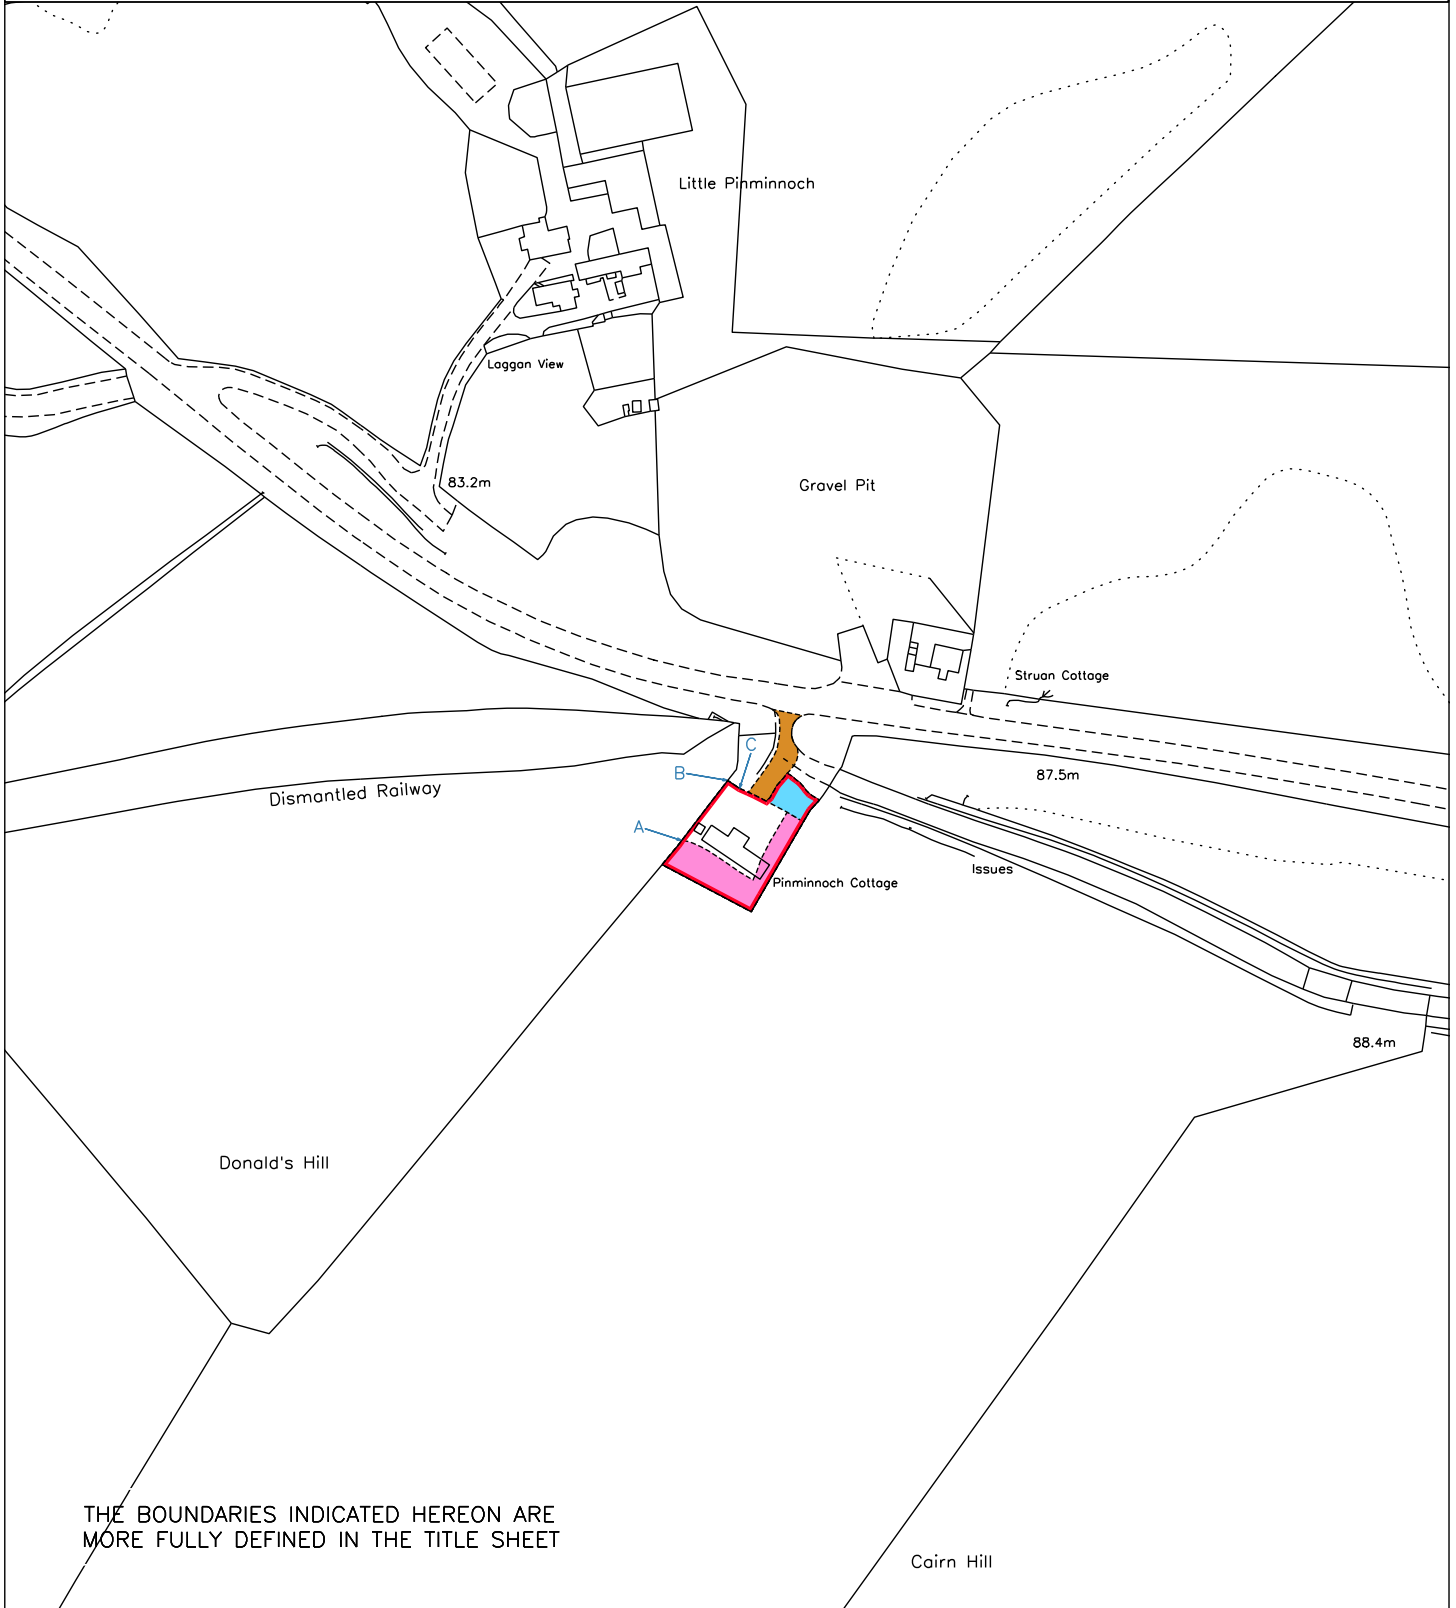 Little Pinminnoch
Laggan View
83.2m
Gravel Pit
Struan Cottage
C
B
87.5m
Dismantled Railway
A
Issues
Pinminnoch Cottage
88.4m
Donald's Hill
THE BOUNDARIES INDICATED HEREON ARE
MORE FULLY DEFINED IN THE TITLE SHEET
Cairn Hill